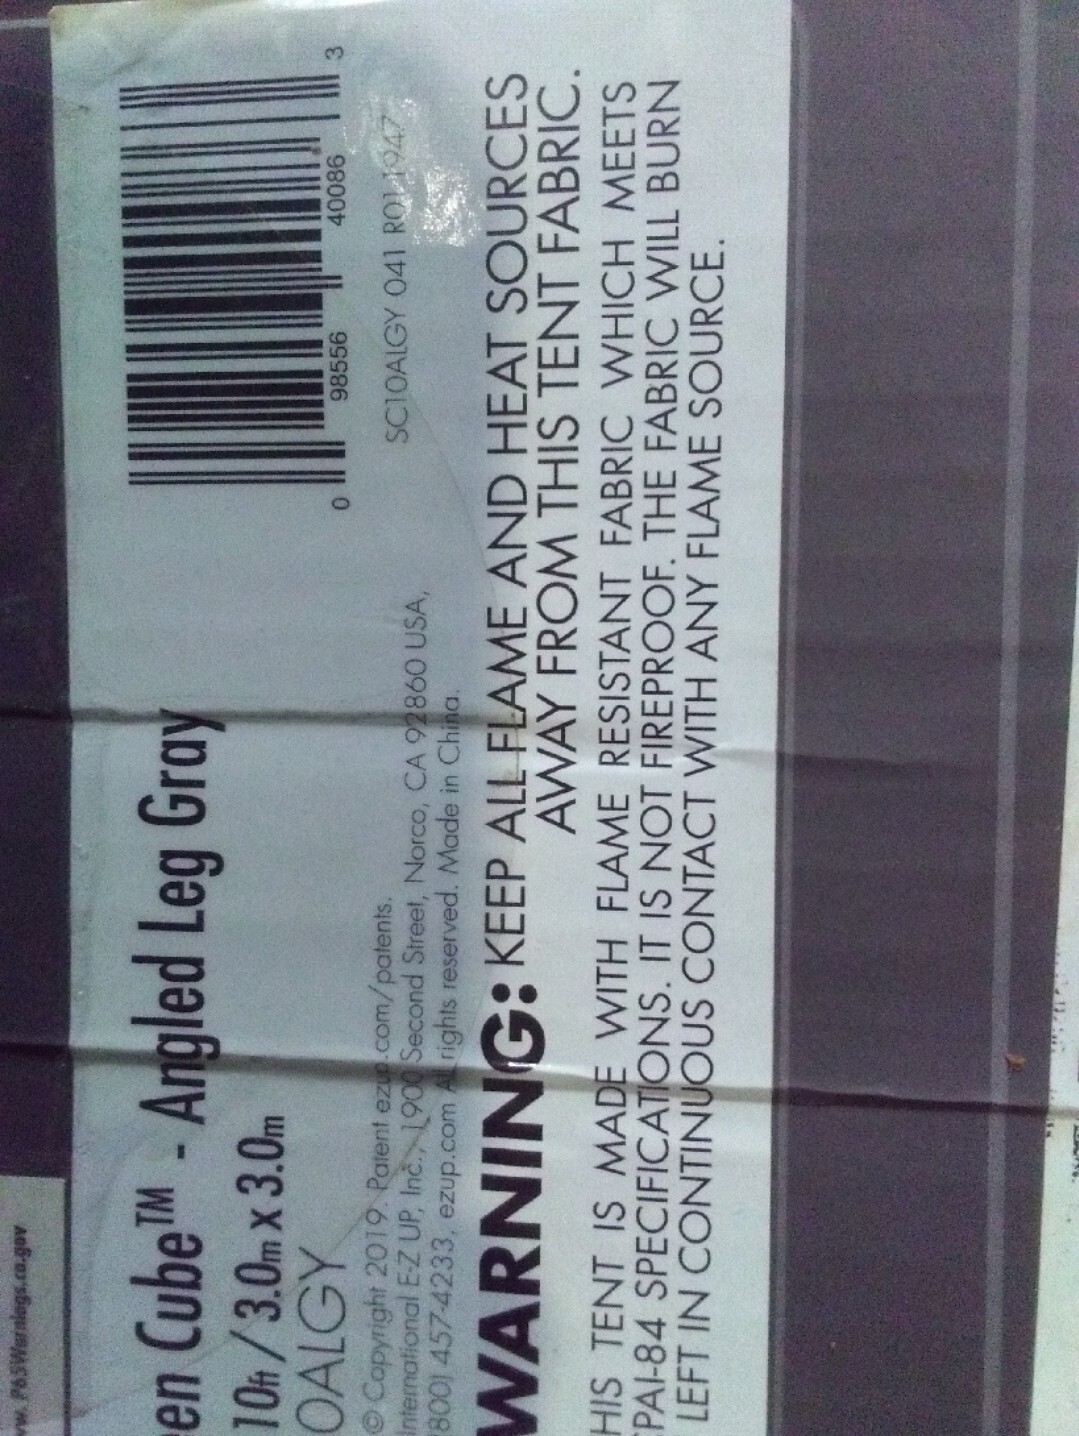 www.P65Warnings.ca.gov
en Cube™ - Angled Leg Gray
10ft / 3.0m x 3.0m
0ALGY
0 98556 40086 3
SC10ALGY 041 R01 1947
© Copyright 2019. Patent ezup.com/patents.
International E-Z UP, Inc., 1900 Second Street, Norco, CA 92860 USA,
800) 457-4233, ezup.com All rights reserved. Made in China.
WARNING: KEEP ALL FLAME AND HEAT SOURCES
AWAY FROM THIS TENT FABRIC.
HIS TENT IS MADE WITH FLAME RESISTANT FABRIC WHICH MEETS
PAI-84 SPECIFICATIONS. IT IS NOT FIREPROOF. THE FABRIC WILL BURN
LEFT IN CONTINUOUS CONTACT WITH ANY FLAME SOURCE.